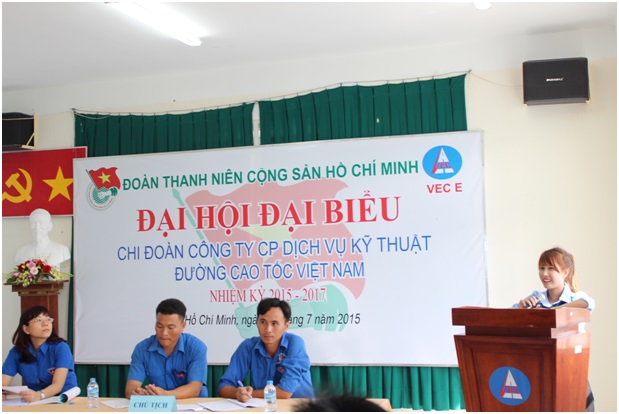 ĐOÀN THANH NIÊN CỘNG SẢN HỒ CHÍ MINH
VEC E
ĐẠI HỘI ĐẠI BIỂU
CHI ĐOÀN CÔNG TY CP DỊCH VỤ KỸ THUẬT
ĐƯỜNG CAO TỐC VIỆT NAM
NHIỆM KỲ 2015 - 2017
Hồ Chí Minh, 7 năm 2015
CHỦ TỊCH